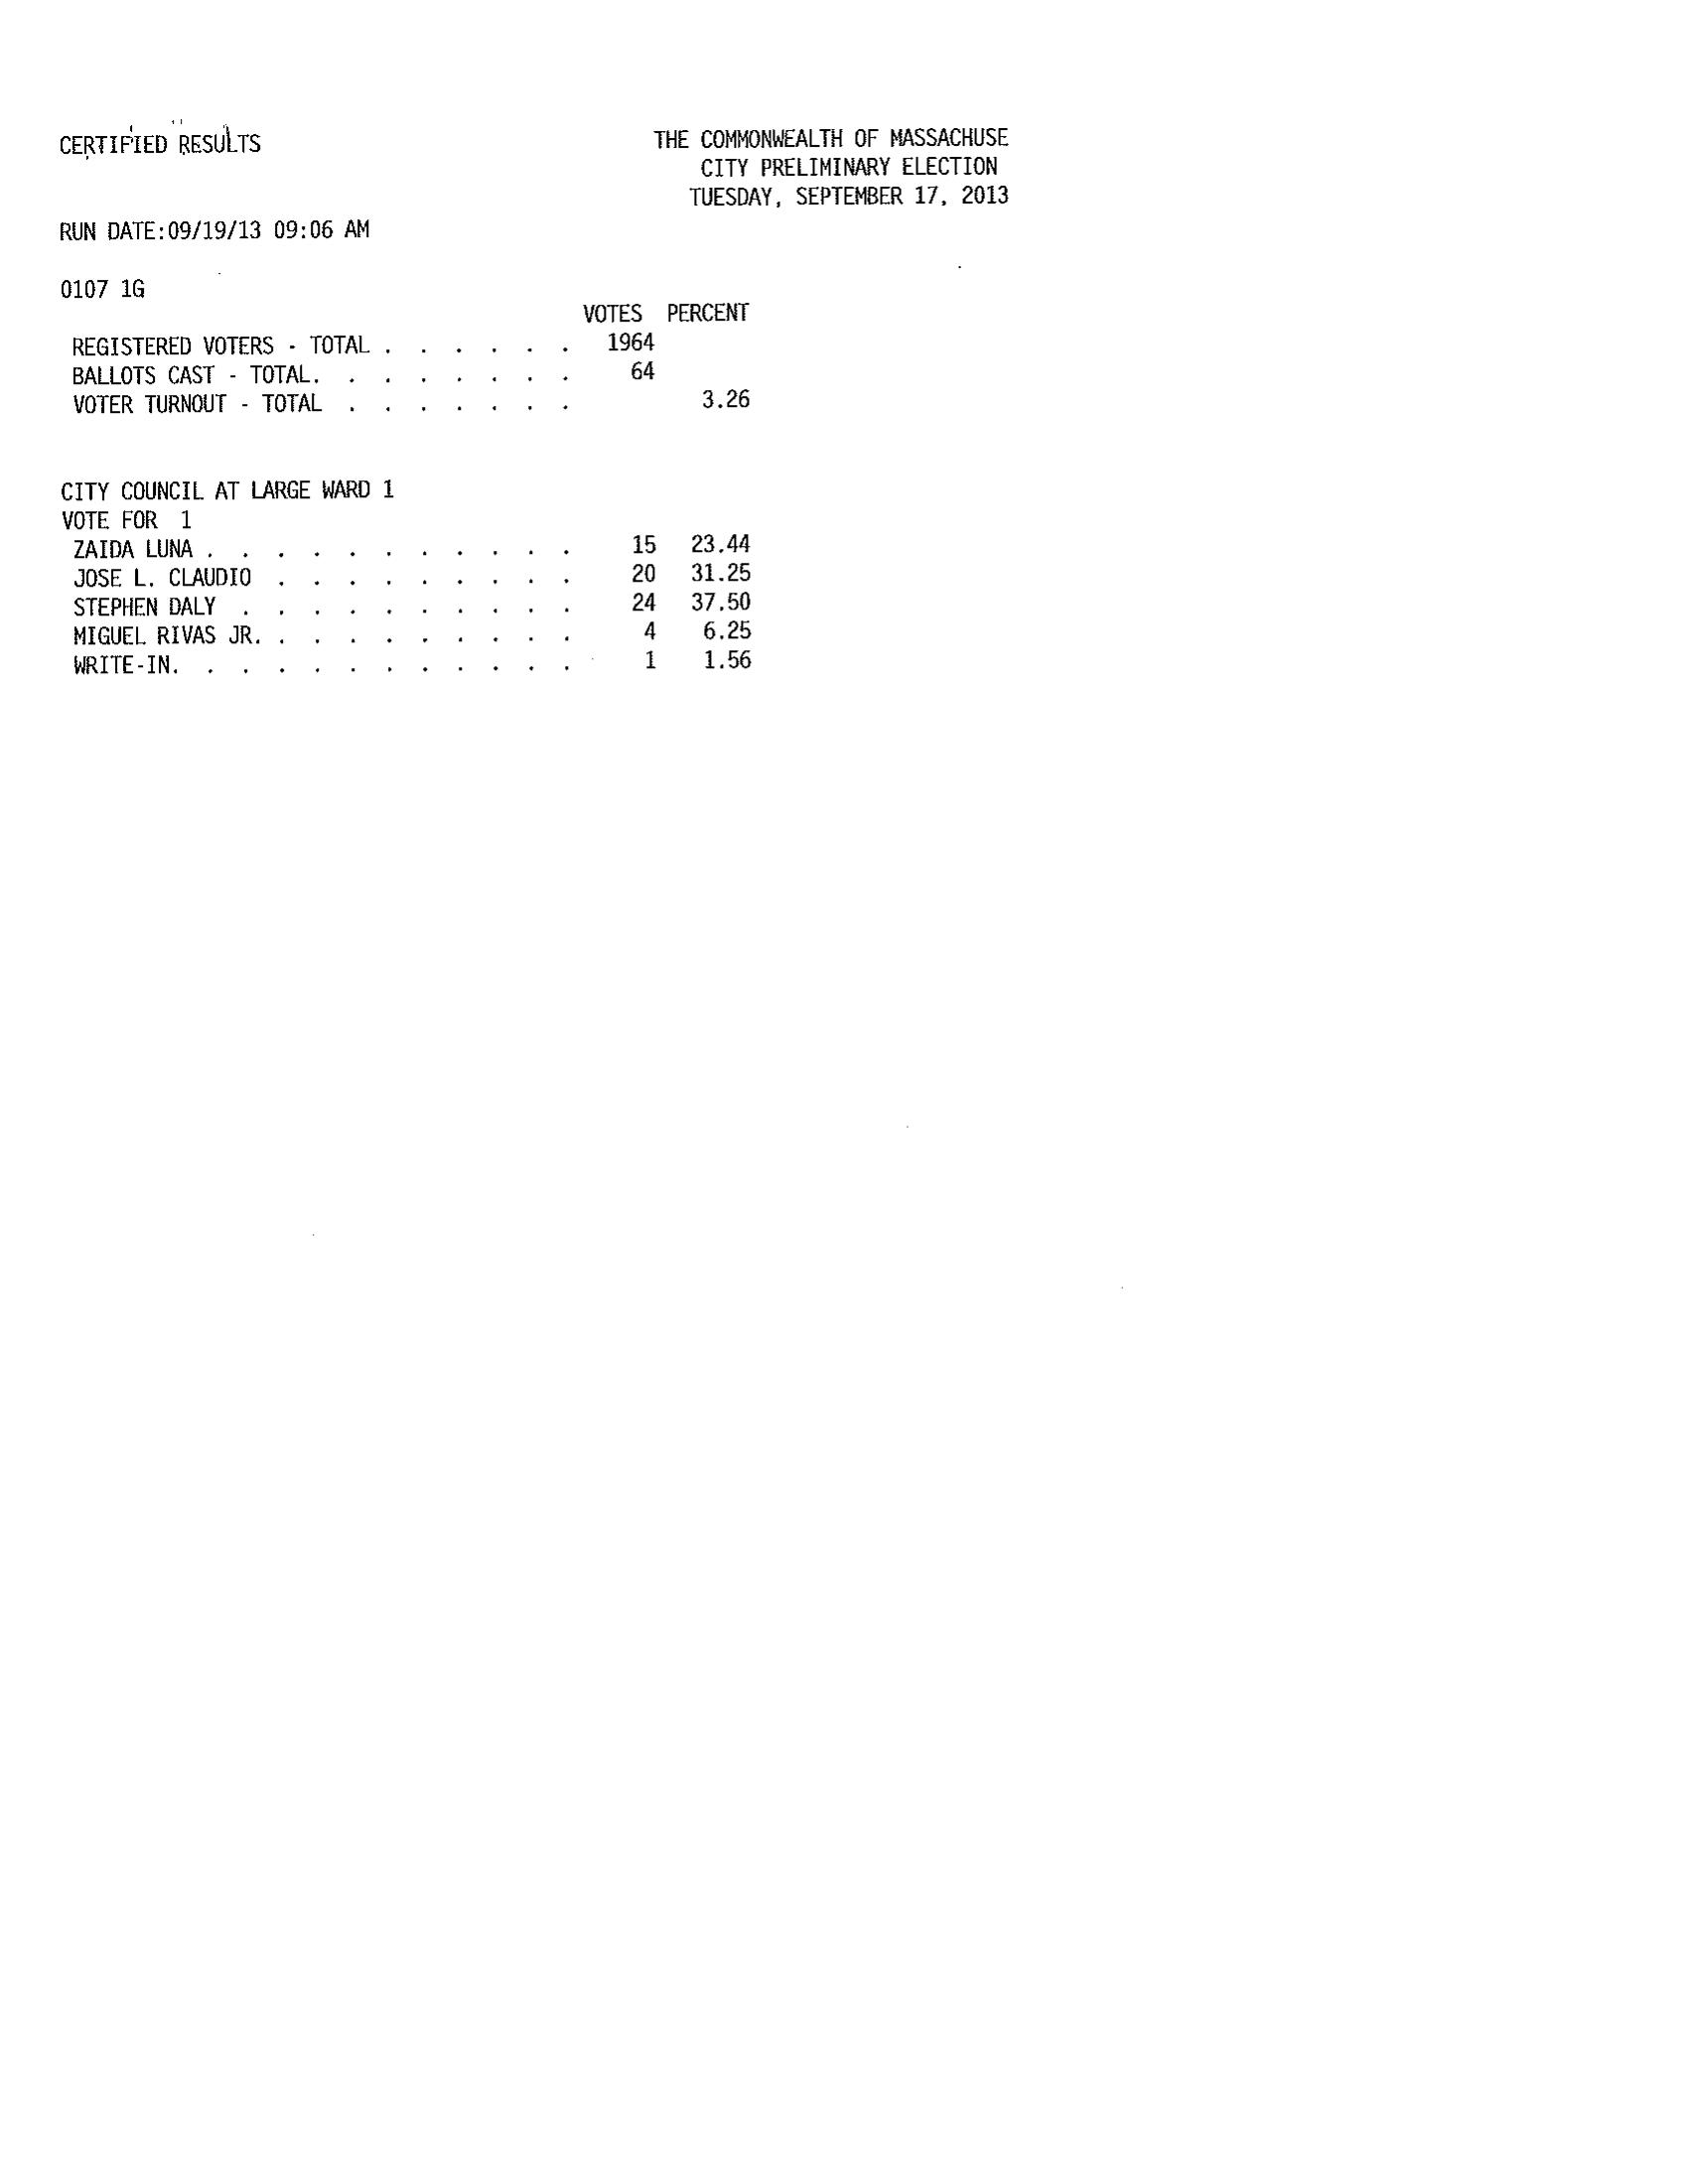 CERTIFIED RESULTS
THE COMMONWEALTH OF MASSACHUSE
CITY PRELIMINARY ELECTION
TUESDAY, SEPTEMBER 17, 2013
RUN DATE:09/19/13 09:06 AM
0107 1G
VOTES PERCENT
REGISTERED VOTERS - TOTAL . . . . . . 1964
BALLOTS CAST - TOTAL. . . . . . . . 64
VOTER TURNOUT - TOTAL . . . . . . . 3.26
CITY COUNCIL AT LARGE WARD 1
VOTE FOR 1
ZAIDA LUNA . . . . . . . . . . . 15 23.44
JOSE L. CLAUDIO . . . . . . . . . 20 31.25
STEPHEN DALY . . . . . . . . . . 24 37.50
MIGUEL RIVAS JR. . . . . . . . . . 4 6.25
WRITE-IN. . . . . . . . . . . . 1 1.56